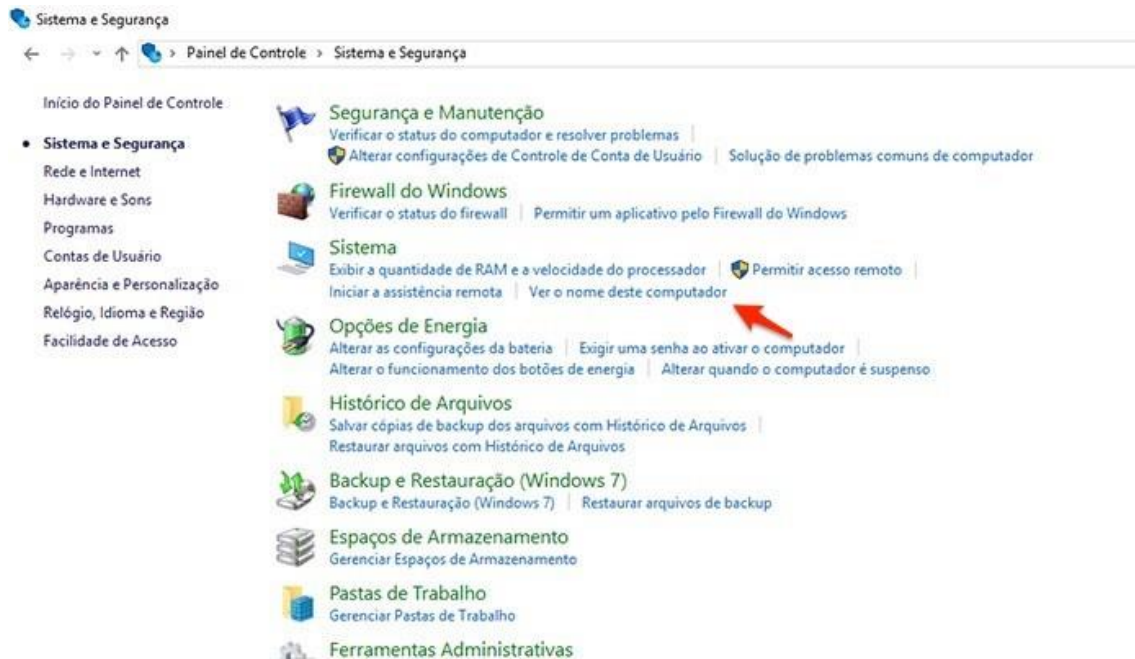 Sistema e Segurança
Painel de Controle > Sistema e Segurança
Início do Painel de Controle
Sistema e Segurança
Rede e Internet
Hardware e Sons
Programas
Contas de Usuário
Aparência e Personalização
Relógio, Idioma e Região
Facilidade de Acesso
Segurança e Manutenção
Verificar o status do computador e resolver problemas
Alterar configurações de Controle de Conta de Usuário | Solução de problemas comuns de computador
Firewall do Windows
Verificar o status do firewall | Permitir um aplicativo pelo Firewall do Windows
Sistema
Exibir a quantidade de RAM e a velocidade do processador | Permitir acesso remoto
Iniciar a assistência remota | Ver o nome deste computador
Opções de Energia
Alterar as configurações da bateria | Exigir uma senha ao ativar o computador
Alterar o funcionamento dos botões de energia | Alterar quando o computador é suspenso
Histórico de Arquivos
Salvar cópias de backup dos arquivos com Histórico de Arquivos
Restaurar arquivos com Histórico de Arquivos
Backup e Restauração (Windows 7)
Backup e Restauração (Windows 7) | Restaurar arquivos de backup
Espaços de Armazenamento
Gerenciar Espaços de Armazenamento
Pastas de Trabalho
Gerenciar Pastas de Trabalho
Ferramentas Administrativas